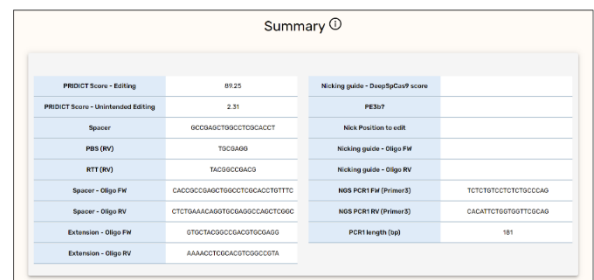 Summary ⓘ
PRIDICT Score - Editing 89.25 Nicking guide - DeepSpCas9 score
PRIDICT Score - Unintended Editing 2.31 PE3b?
Spacer GCCGAGCTGGCCTCGCACCT Nick Position to edit
PBS (RV) TGCGAGG Nicking guide - Oligo FW
RTT (RV) TACGGCCGACG Nicking guide - Oligo RV
Spacer - Oligo FW CACCGCCGAGCTGGCCTCGCACCTGTTTC NGS PCR1 FW (Primer3) TCTCTGTCCTCTCTGCCCAG
Spacer - Oligo RV CTCTGAAACAGGTGCGAGGCCAGCTCGGC NGS PCR1 RV (Primer3) CACATTCTGGTGGTTCGCAG
Extension - Oligo FW GTGCTACGGCCGACGTGCGAGG PCR1 length (bp) 181
Extension - Oligo RV AAAACCTCGCACGTCGGCCGTA